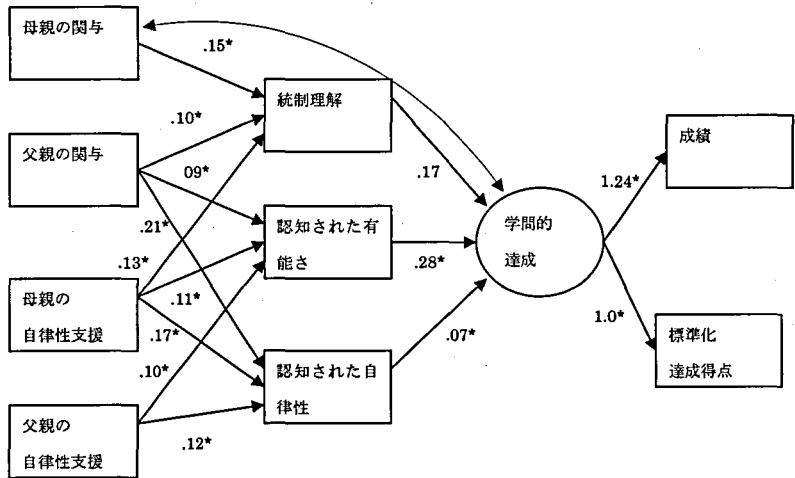 母親の関与
.15*
統制理解
成績
.10*
父親の関与
09*
.17
1.24*
.21*
認知された有
能さ
学問的
達成
.13*
.28*
母親の
自律性支援
.11*
.17*
1.0*
標準化
達成得点
.07*
認知された自
律性
.10*
父親の
自律性支援
.12*